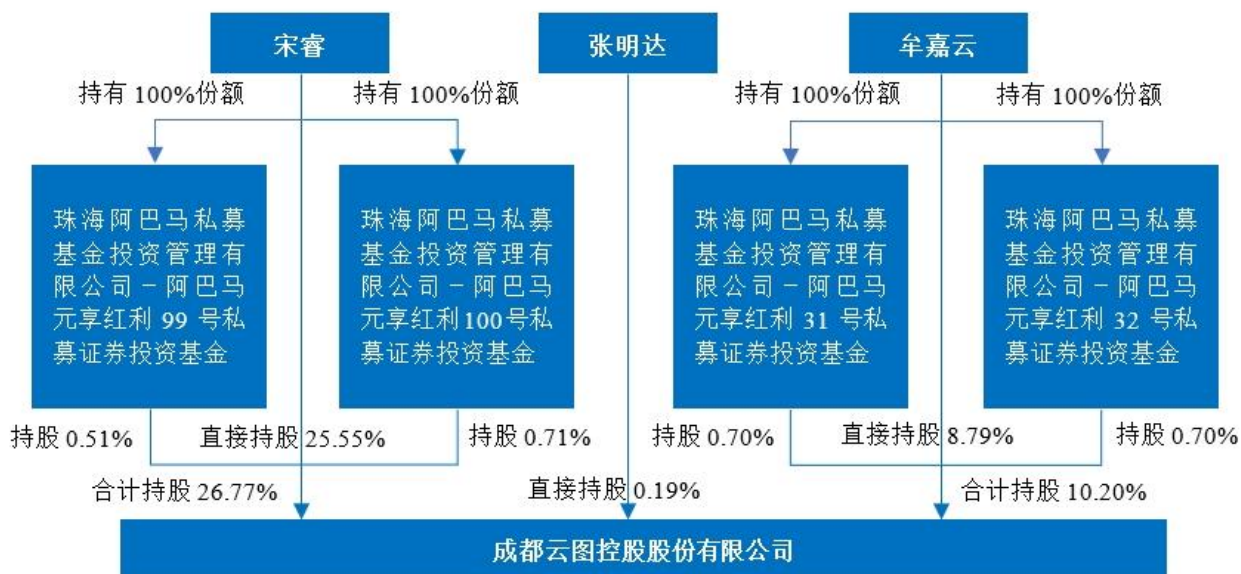 宋睿
张明达
牟嘉云
持有 100%份额
持有 100%份额
持有 100%份额
持有 100%份额
珠海阿巴马私募
基金投资管理有
限公司－阿巴马
元享红利 99 号私
募证券投资基金
珠海阿巴马私募
基金投资管理有
限公司－阿巴马
元享红利100号私
募证券投资基金
珠海阿巴马私募
基金投资管理有
限公司－阿巴马
元享红利 31 号私
募证券投资基金
珠海阿巴马私募
基金投资管理有
限公司－阿巴马
元享红利 32 号私
募证券投资基金
持股 0.51%
直接持股 25.55%
持股 0.71%
持股 0.70%
直接持股 8.79%
持股 0.70%
合计持股 26.77%
直接持股 0.19%
合计持股 10.20%
成都云图控股股份有限公司